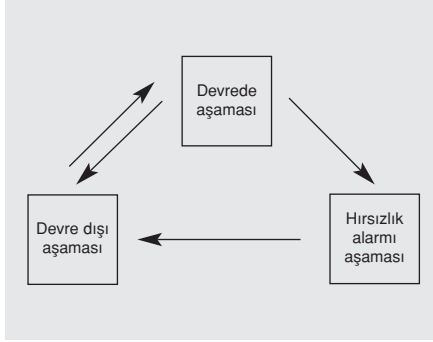 Devrede
aşaması
Devre dışı
aşaması
Hırsızlık
alarmı
aşaması